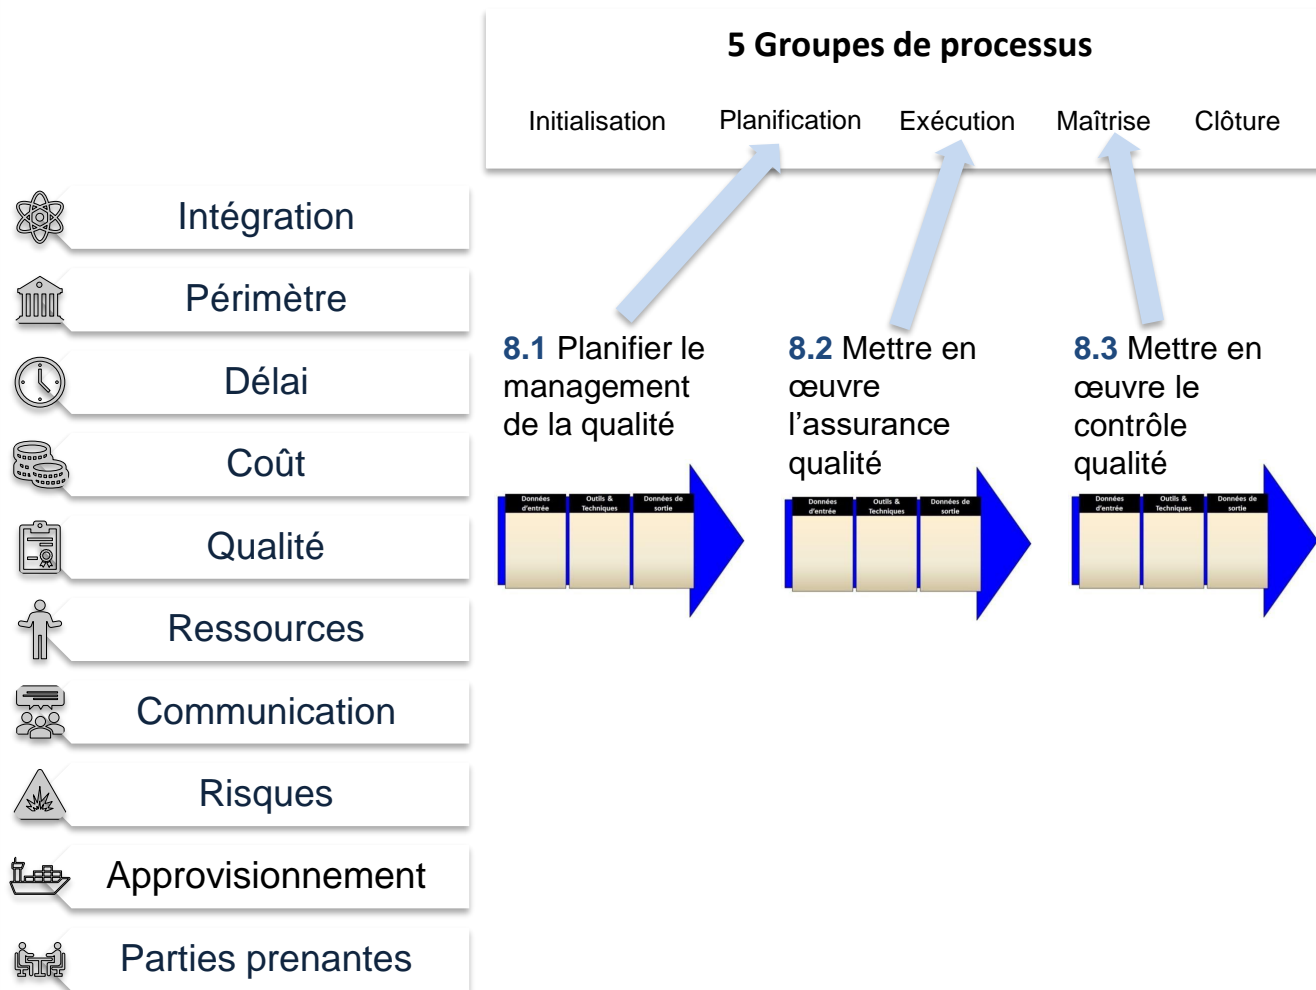 5 Groupes de processus
Initialisation Planification Exécution Maîtrise Clôture
Intégration
Périmètre
Délai
Coût
Qualité
Ressources
Communication
Risques
Approvisionnement
Parties prenantes
8.1 Planifier le
management
de la qualité
Données
d'entrée
Outils &
Techniques
Données de
sortie
8.2 Mettre en
œuvre
l’assurance
qualité
Données
d'entrée
Outils &
Techniques
Données de
sortie
8.3 Mettre en
œuvre le
contrôle
qualité
Données
d'entrée
Outils &
Techniques
Données de
sortie